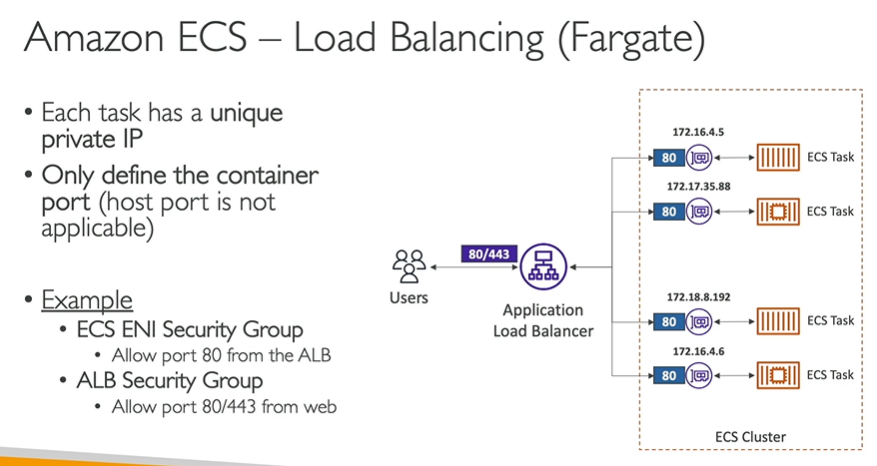 Amazon ECS – Load Balancing (Fargate)
• Each task has a unique
private IP
• Only define the container
port (host port is not
applicable)
• Example
• ECS ENI Security Group
• Allow port 80 from the ALB
• ALB Security Group
• Allow port 80/443 from web
Users
80/443
Application
Load Balancer
172.16.4.5
80
ECS Task
172.17.35.88
80
ECS Task
172.18.8.192
80
ECS Task
172.16.4.6
80
ECS Task
ECS Cluster